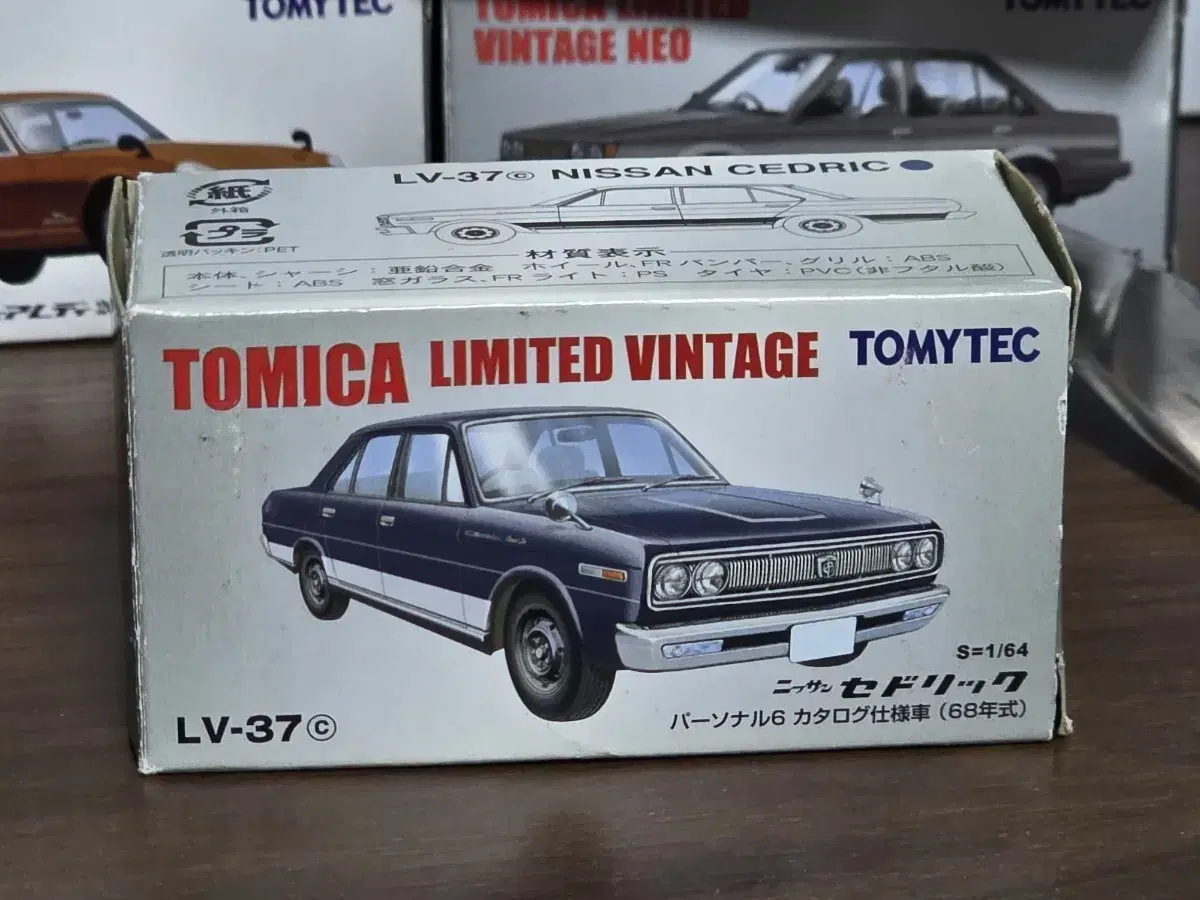 TOMYTEC
TOMICA LIMITED
VINTAGE NEO
TOMYTEC
LV-37ⓒ NISSAN CEDRIC
紙
外箱
プラ
透明パッキン:PET
材質表示
本体、シャーシ:亜鉛合金 ホイール、FRバンパー、グリル:ABS
シート:ABS 窓ガラス、FRライト:PS タイヤ:PVC(非フタル酸)
TOMICA LIMITED VINTAGE TOMYTEC
S=1/64
ニッサン セドリック
パーソナル6 カタログ仕様車(68年式)
LV-37ⓒ